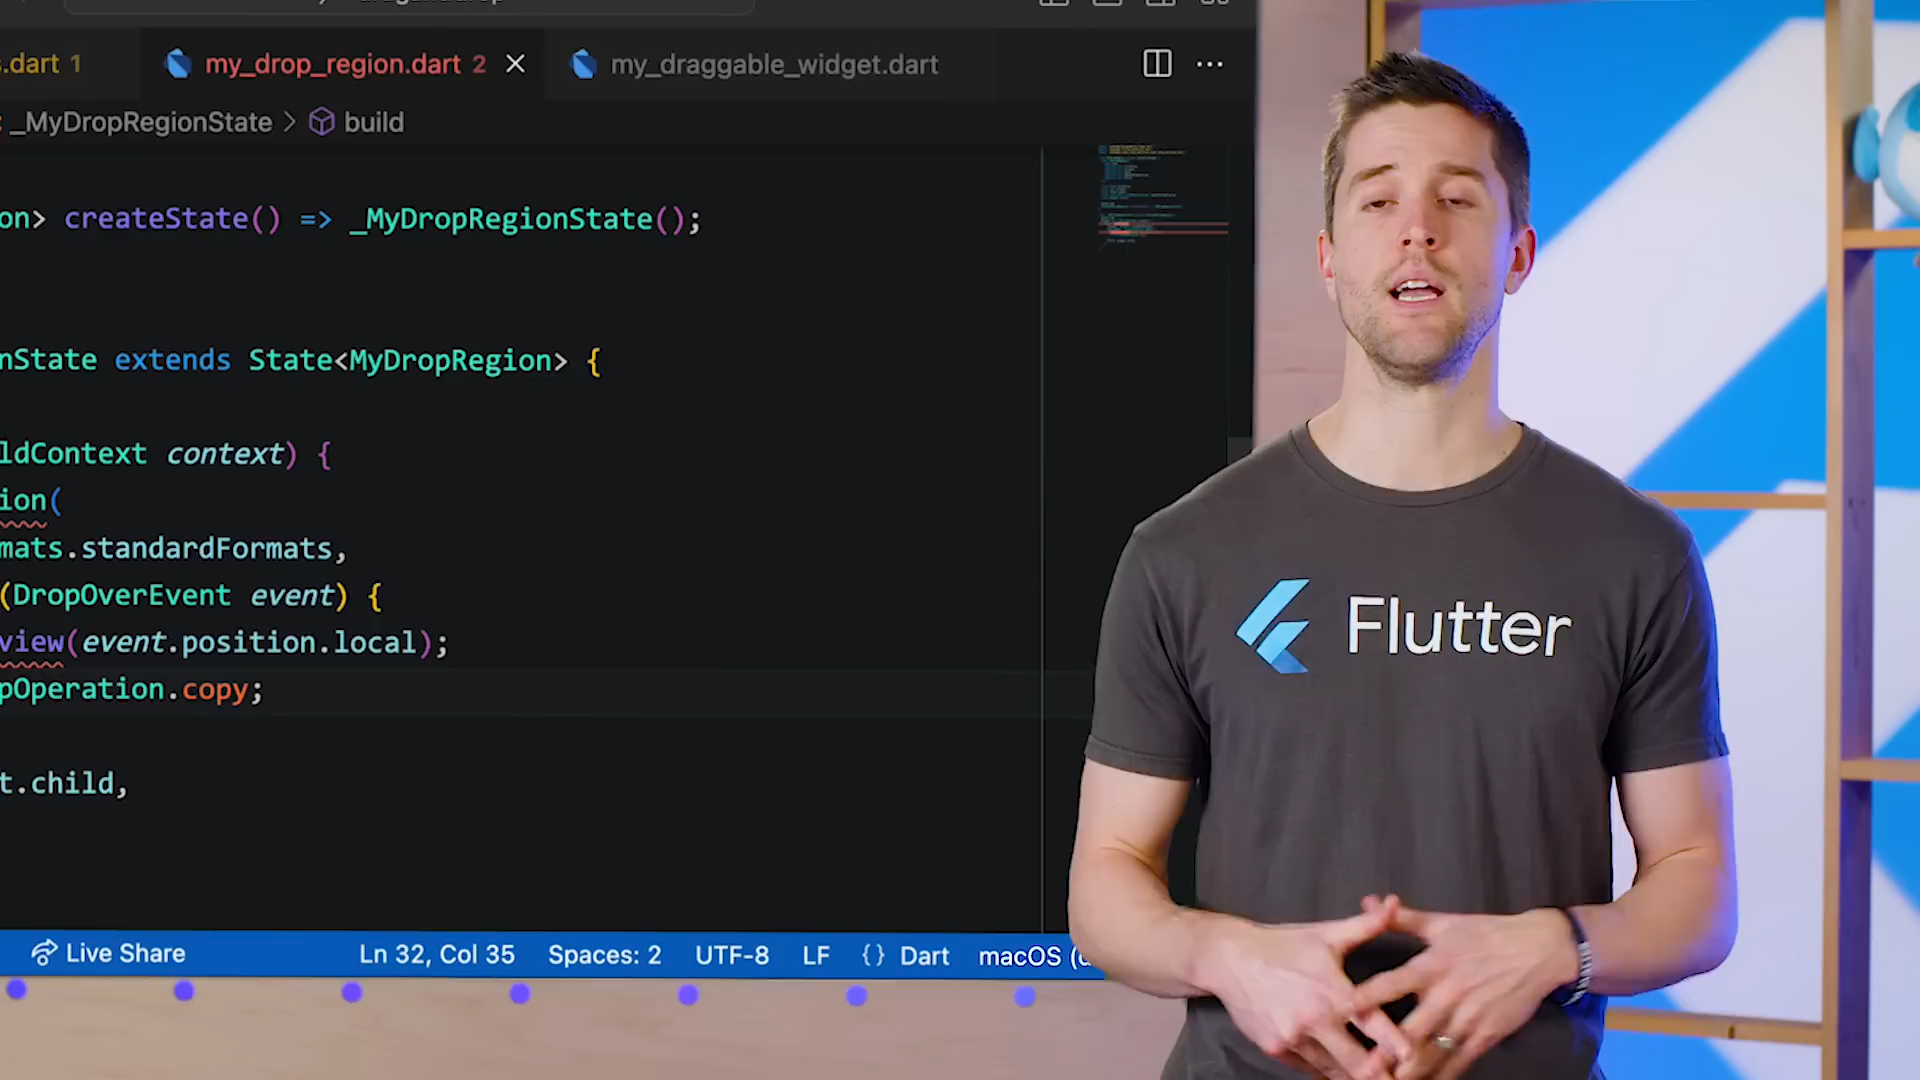 .dart 1
my_drop_region.dart 2
my_draggable_widget.dart
_MyDropRegionState > build
on> createState() => _MyDropRegionState();
nState extends State<MyDropRegion> {
ldContext context) {
ion(
mats.standardFormats,
(DropOverEvent event) {
view(event.position.local);
pOperation.copy;
t.child,
Live Share
Ln 32, Col 35
Spaces: 2
UTF-8
LF
{ } Dart
macOS (d
Flutter